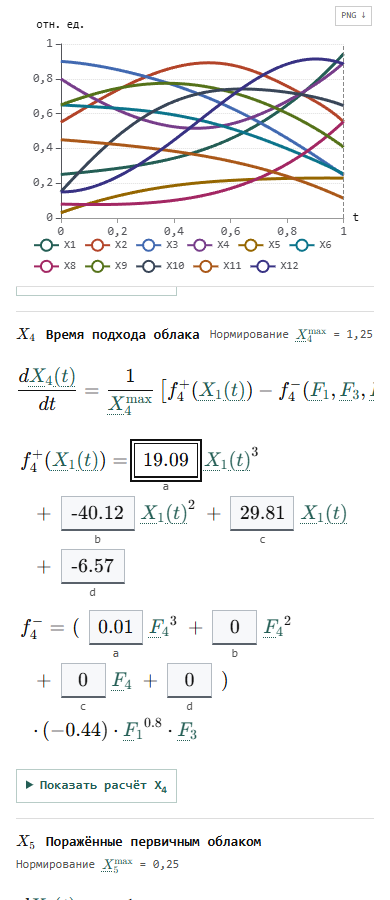 PNG ↓
отн. ед.
1
0,8
0,6
0,4
0,2
0
0 0,2 0,4 0,6 0,8 1 t
X1 X2 X3 X4 X5 X6
X8 X9 X10 X11 X12
X₄ Время подхода облака Нормирование X₄ᵐᵃˣ = 1,25
dX₄(t)/dt = 1/X₄ᵐᵃˣ [f₄⁺(X₁(t)) − f₄⁻(F₁, F₃,
f₄⁺(X₁(t)) = 19.09 X₁(t)³
a
+ -40.12 X₁(t)² + 29.81 X₁(t)
b c
+ -6.57
d
f₄⁻ = ( 0.01 F₄³ + 0 F₄²
a b
+ 0 F₄ + 0 )
c d
·(−0.44) · F₁⁰·⁸ · F₃
▶ Показать расчёт X₄
X₅ Поражённые первичным облаком
Нормирование X₅ᵐᵃˣ = 0,25